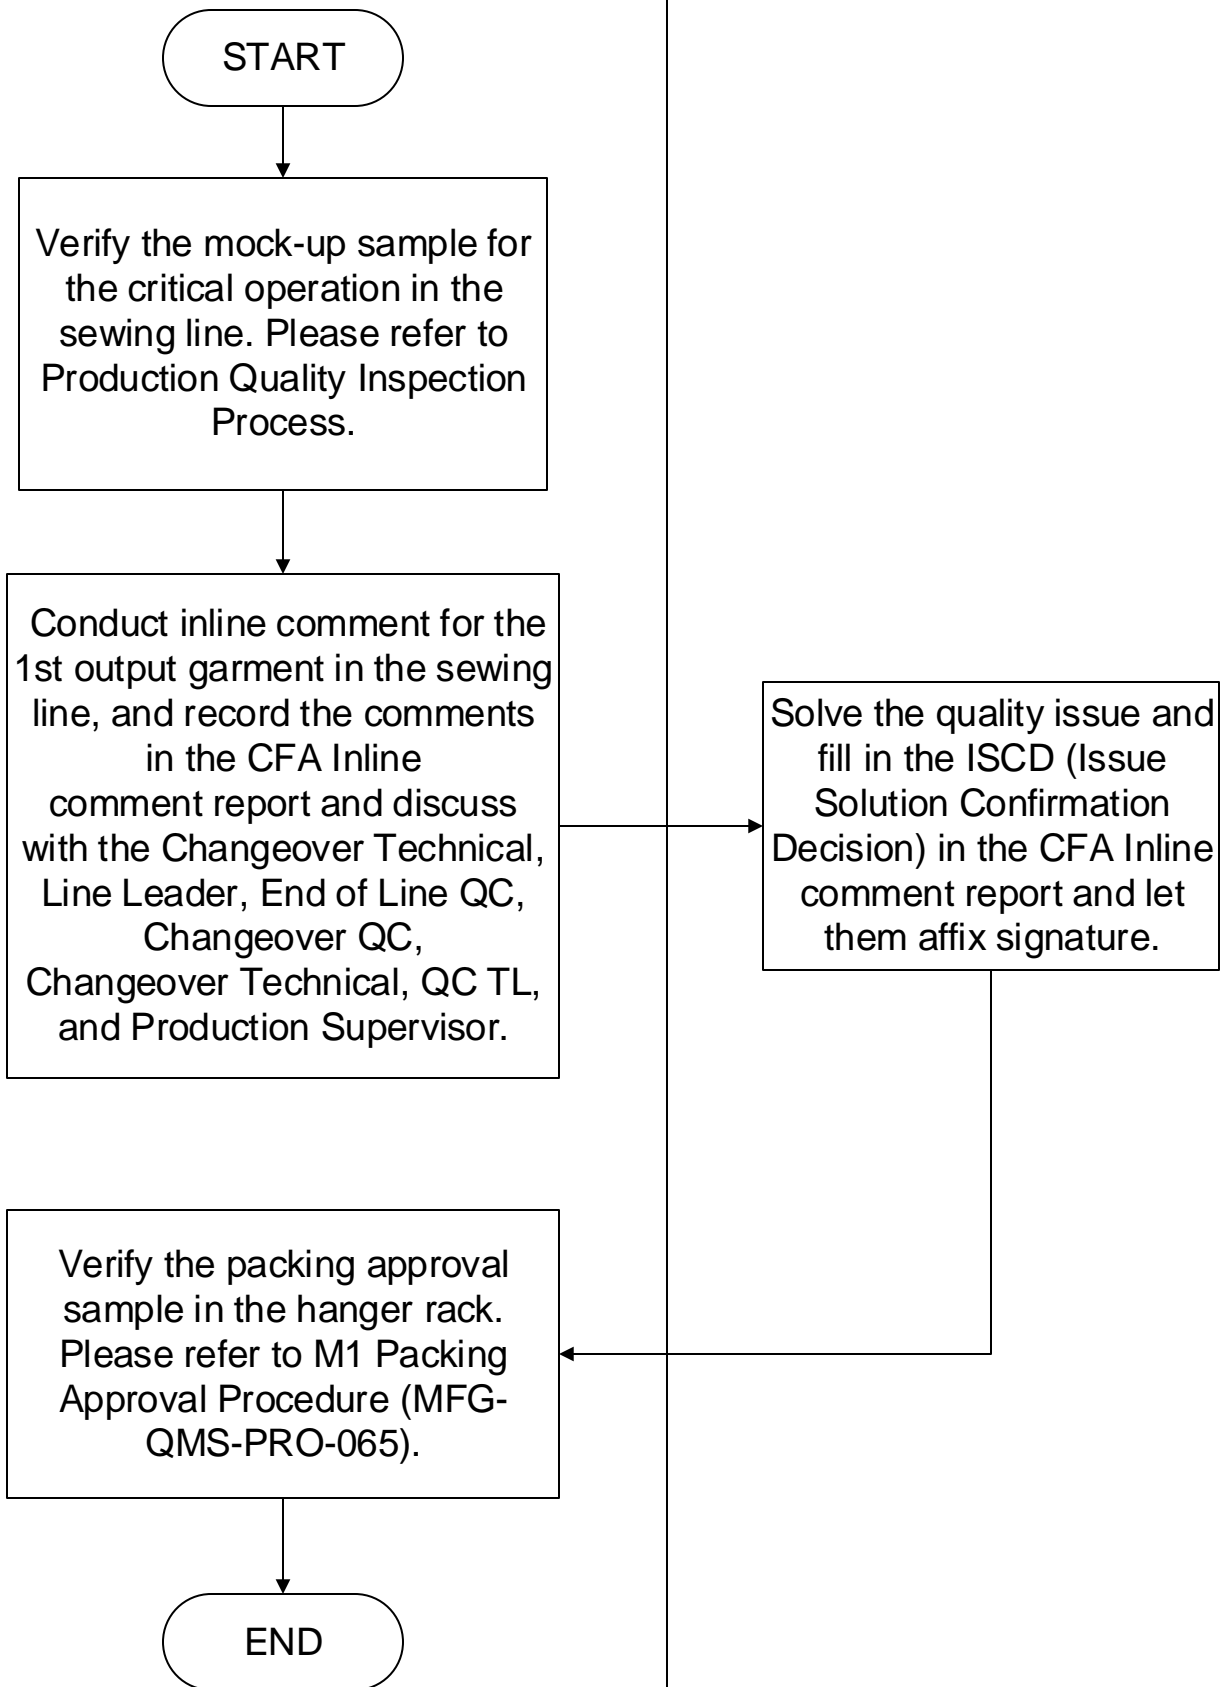 START
Verify the mock-up sample for
the critical operation in the
sewing line. Please refer to
Production Quality Inspection
Process.
Conduct inline comment for the
1st output garment in the sewing
line, and record the comments
in the CFA Inline
comment report and discuss
with the Changeover Technical,
Line Leader, End of Line QC,
Changeover QC,
Changeover Technical, QC TL,
and Production Supervisor.
Solve the quality issue and
fill in the ISCD (Issue
Solution Confirmation
Decision) in the CFA Inline
comment report and let
them affix signature.
Verify the packing approval
sample in the hanger rack.
Please refer to M1 Packing
Approval Procedure (MFG-
QMS-PRO-065).
END